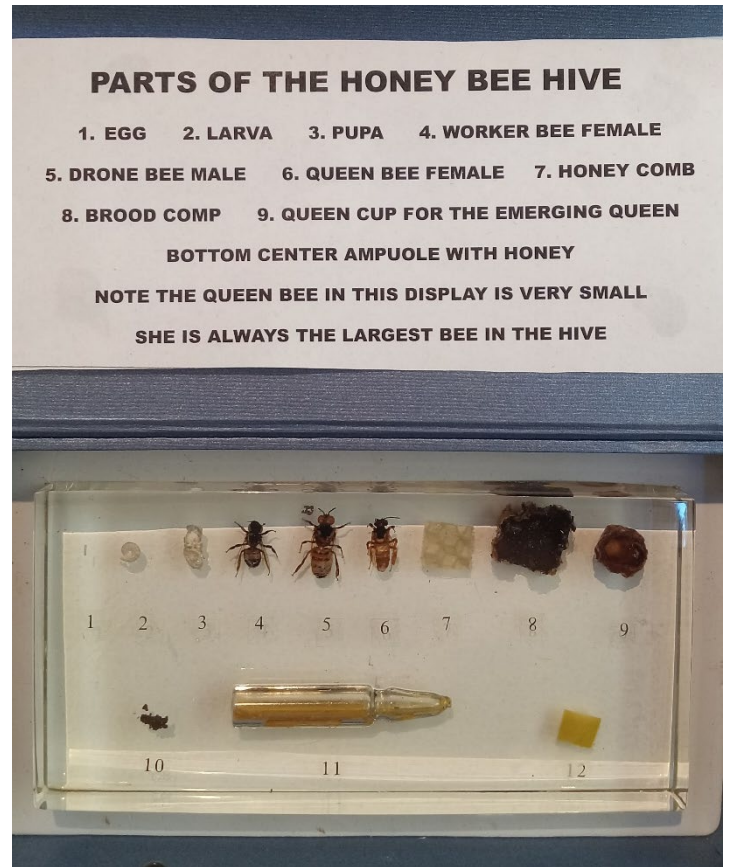 PARTS OF THE HONEY BEE HIVE
1. EGG 2. LARVA 3. PUPA 4. WORKER BEE FEMALE
5. DRONE BEE MALE 6. QUEEN BEE FEMALE 7. HONEY COMB
8. BROOD COMP 9. QUEEN CUP FOR THE EMERGING QUEEN
BOTTOM CENTER AMPUOLE WITH HONEY
NOTE THE QUEEN BEE IN THIS DISPLAY IS VERY SMALL
SHE IS ALWAYS THE LARGEST BEE IN THE HIVE
1 2 3 4 5 6 7 8 9
10 11 12